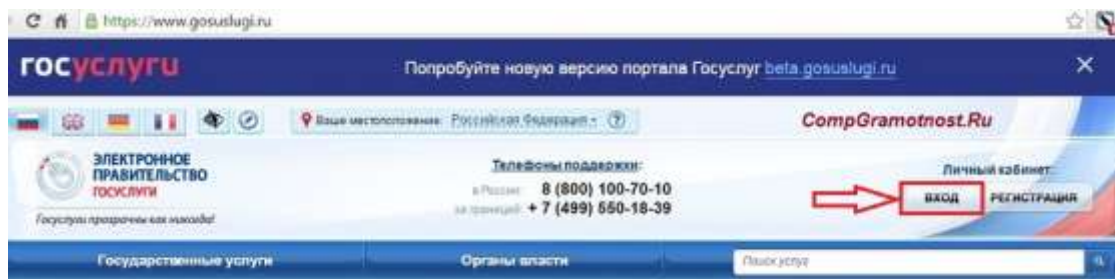 https://www.gosuslugi.ru
госуслуги Попробуйте новую версию портала Госуслуг beta.gosuslugi.ru
Ваше местоположение: Российская Федерация
CompGramotnost.Ru
ЭЛЕКТРОННОЕ
ПРАВИТЕЛЬСТВО
ГОСУСЛУГИ
Госуслуги прозрачны как никогда!
Телефоны поддержки:
в России: 8 (800) 100-70-10
за границей: + 7 (499) 550-18-39
Личный кабинет:
ВХОД РЕГИСТРАЦИЯ
Государственные услуги Органы власти Поиск услуг